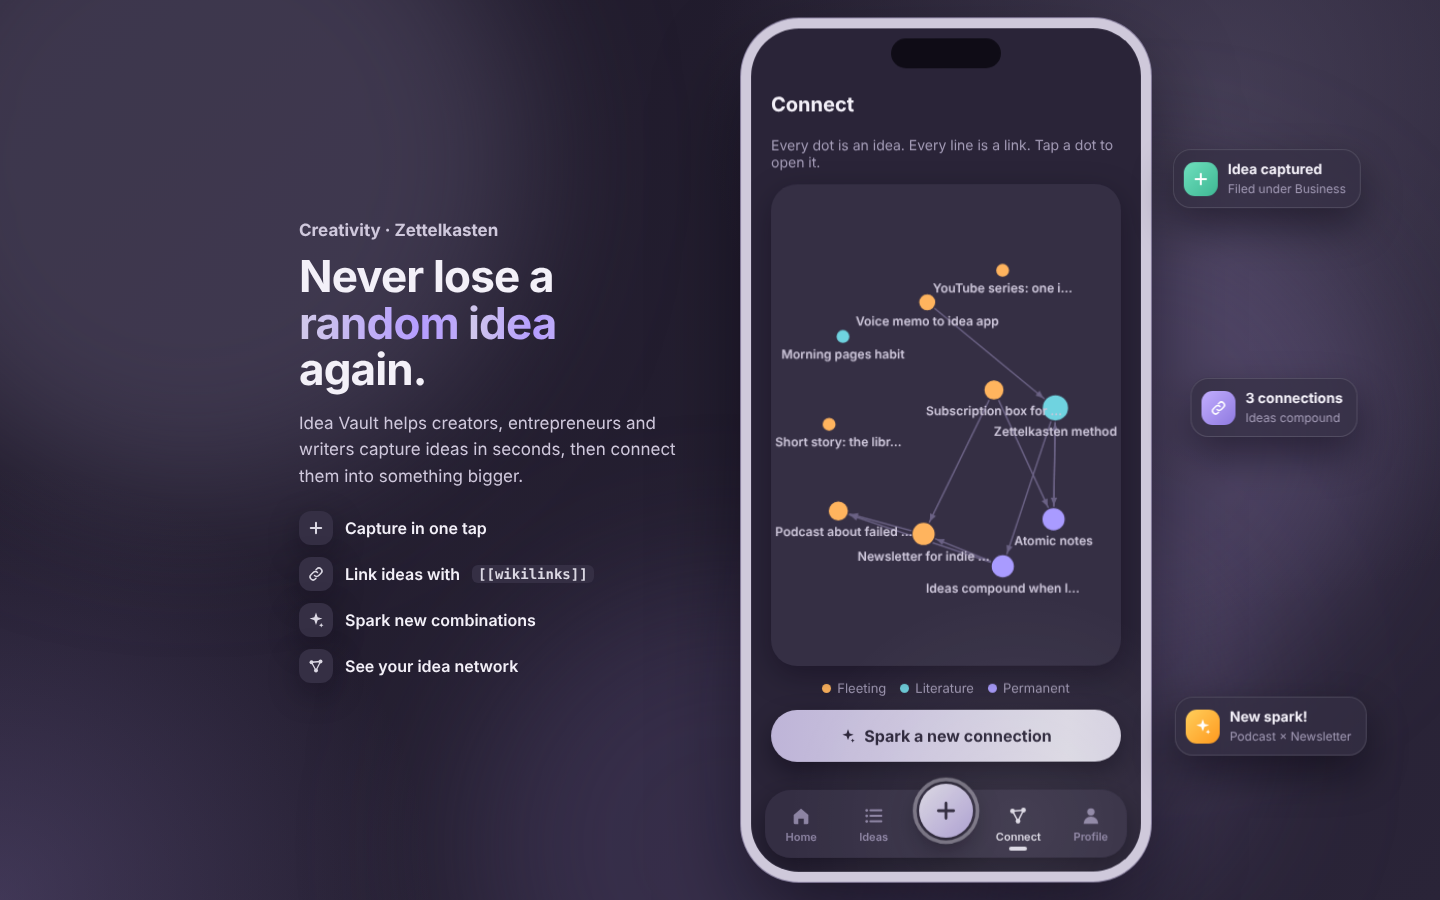 Creativity · Zettelkasten
Never lose a
random idea
again.
Idea Vault helps creators, entrepreneurs and
writers capture ideas in seconds, then connect
them into something bigger.
Capture in one tap
Link ideas with [[wikilinks]]
Spark new combinations
See your idea network
Connect
Every dot is an idea. Every line is a link. Tap a dot to
open it.
YouTube series: one i...
Voice memo to idea app
Morning pages habit
Subscription box for...
Zettelkasten method
Short story: the libr...
Podcast about failed ...
Atomic notes
Newsletter for indie ...
Ideas compound when l...
Fleeting
Literature
Permanent
Spark a new connection
Home
Ideas
Connect
Profile
Idea captured
Filed under Business
3 connections
Ideas compound
New spark!
Podcast × Newsletter